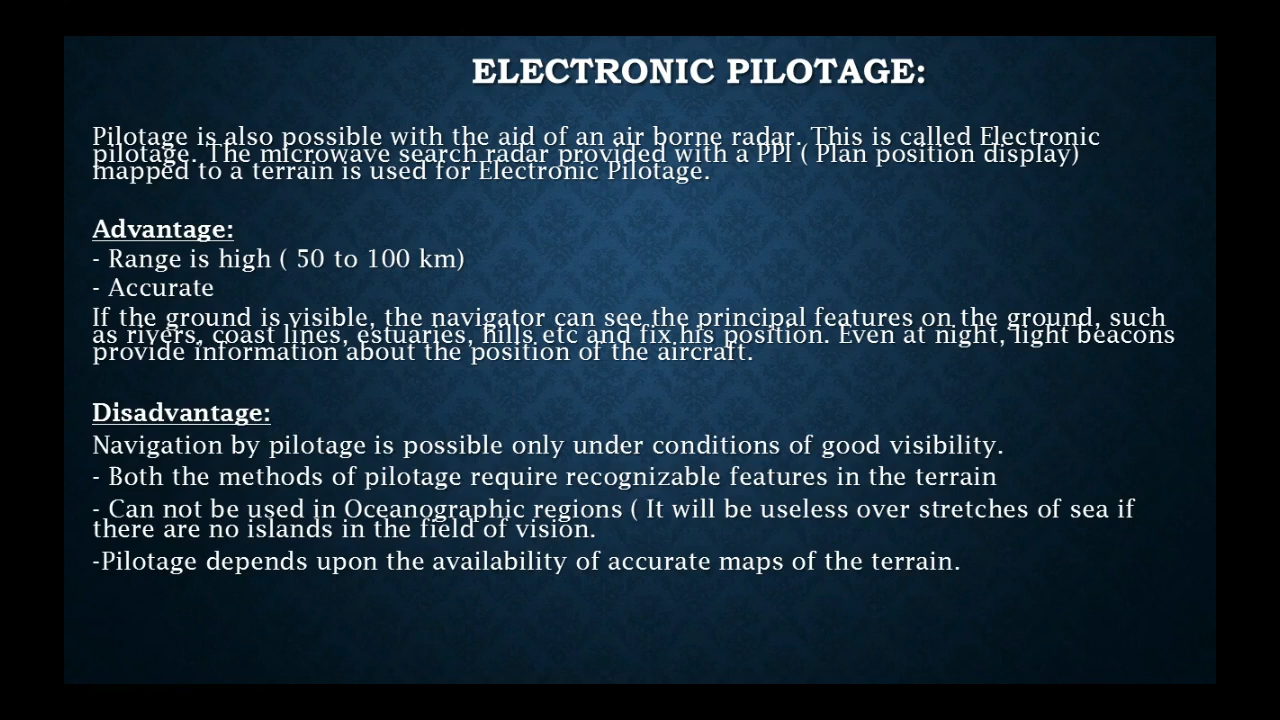 ELECTRONIC PILOTAGE:
Pilotage is also possible with the aid of an air borne radar. This is called Electronic
pilotage. The microwave search radar provided with a PPI ( Plan position display)
mapped to a terrain is used for Electronic Pilotage.
Advantage:
- Range is high ( 50 to 100 km)
- Accurate
If the ground is visible, the navigator can see the principal features on the ground, such
as rivers, coast lines, estuaries, hills etc and fix his position. Even at night, light beacons
provide information about the position of the aircraft.
Disadvantage:
Navigation by pilotage is possible only under conditions of good visibility.
- Both the methods of pilotage require recognizable features in the terrain
- Can not be used in Oceanographic regions ( It will be useless over stretches of sea if
there are no islands in the field of vision.
-Pilotage depends upon the availability of accurate maps of the terrain.